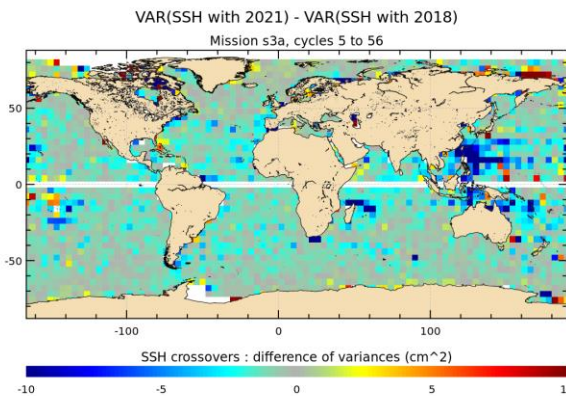 VAR(SSH with 2021) - VAR(SSH with 2018)
Mission s3a, cycles 5 to 56
50
0
-50
-100 0 100
SSH crossovers : difference of variances (cm^2)
-10 -5 0 5 1